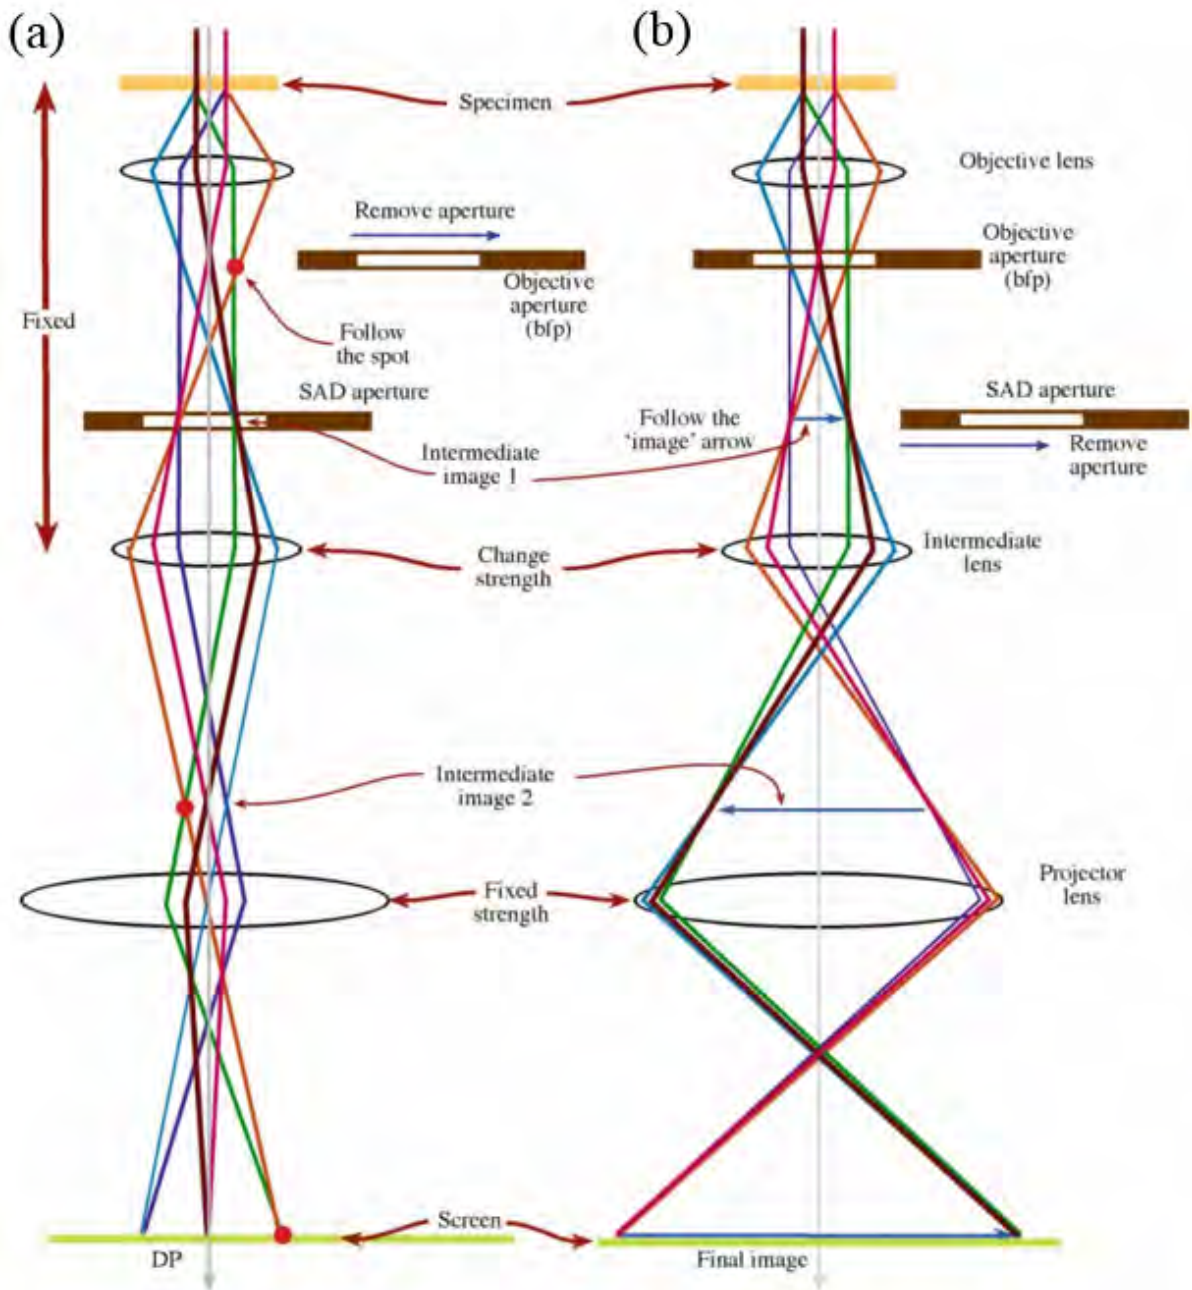 (a)
(b)
Specimen
Objective lens
Remove aperture
Objective
aperture
(bfp)
Objective
aperture
(bfp)
Fixed
Follow
the spot
SAD aperture
SAD aperture
Follow the
'image' arrow
Remove
aperture
Intermediate
image 1
Change
strength
Intermediate
lens
Intermediate
image 2
Fixed
strength
Projector
lens
Screen
DP
Final image